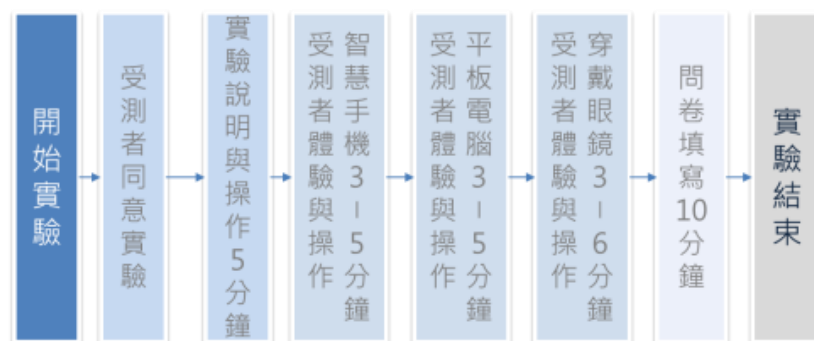 開始實驗
受測者同意實驗
實驗說明與操作5分鐘
智慧手機3－5分鐘
受測者體驗與操作
平板電腦3－5分鐘
受測者體驗與操作
穿戴眼鏡3－6分鐘
受測者體驗與操作
問卷填寫10分鐘
實驗結束